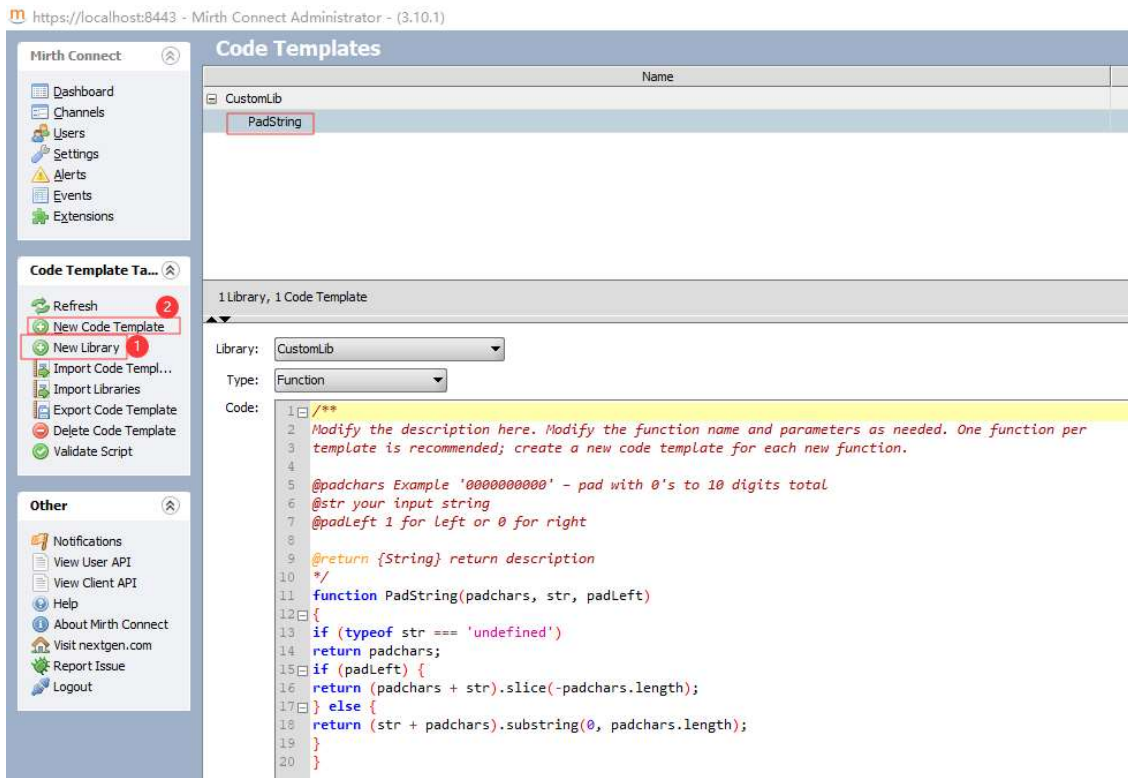 https://localhost:8443 - Mirth Connect Administrator - (3.10.1)
Mirth Connect
Dashboard
Channels
Users
Settings
Alerts
Events
Extensions
Code Template Ta...
Refresh
2
New Code Template
New Library
1
Import Code Templ...
Import Libraries
Export Code Template
Delete Code Template
Validate Script
Other
Notifications
View User API
View Client API
Help
About Mirth Connect
Visit nextgen.com
Report Issue
Logout
Code Templates
Name
CustomLib
PadString
1 Library, 1 Code Template
Library: CustomLib
Type: Function
Code:
1 /**
2 Modify the description here. Modify the function name and parameters as needed. One function per
3 template is recommended; create a new code template for each new function.
4
5 @padchars Example '0000000000' – pad with 0's to 10 digits total
6 @str your input string
7 @padLeft 1 for left or 0 for right
8
9 @return {String} return description
10 */
11 function PadString(padchars, str, padLeft)
12 {
13 if (typeof str === 'undefined')
14 return padchars;
15 if (padLeft) {
16 return (padchars + str).slice(-padchars.length);
17 } else {
18 return (str + padchars).substring(0, padchars.length);
19 }
20 }